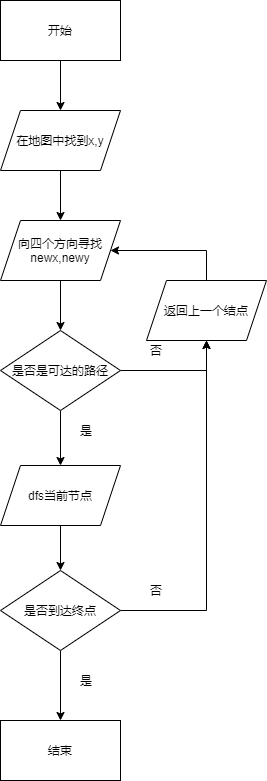 开始
在地图中找到x,y
向四个方向寻找
newx,newy
返回上一个结点
否
是否是可达的路径
是
dfs当前节点
否
是否到达终点
是
结束